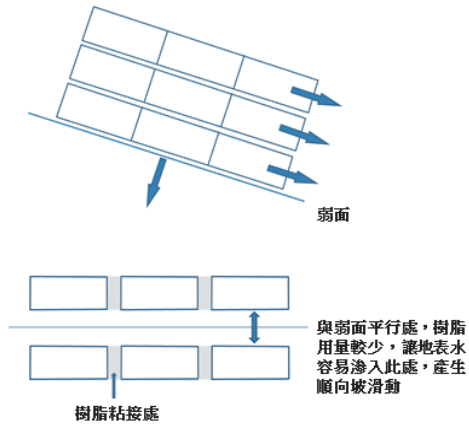 弱面
與弱面平行處，樹脂
用量較少，讓地表水
容易滲入此處，產生
順向坡滑動
樹脂粘接處